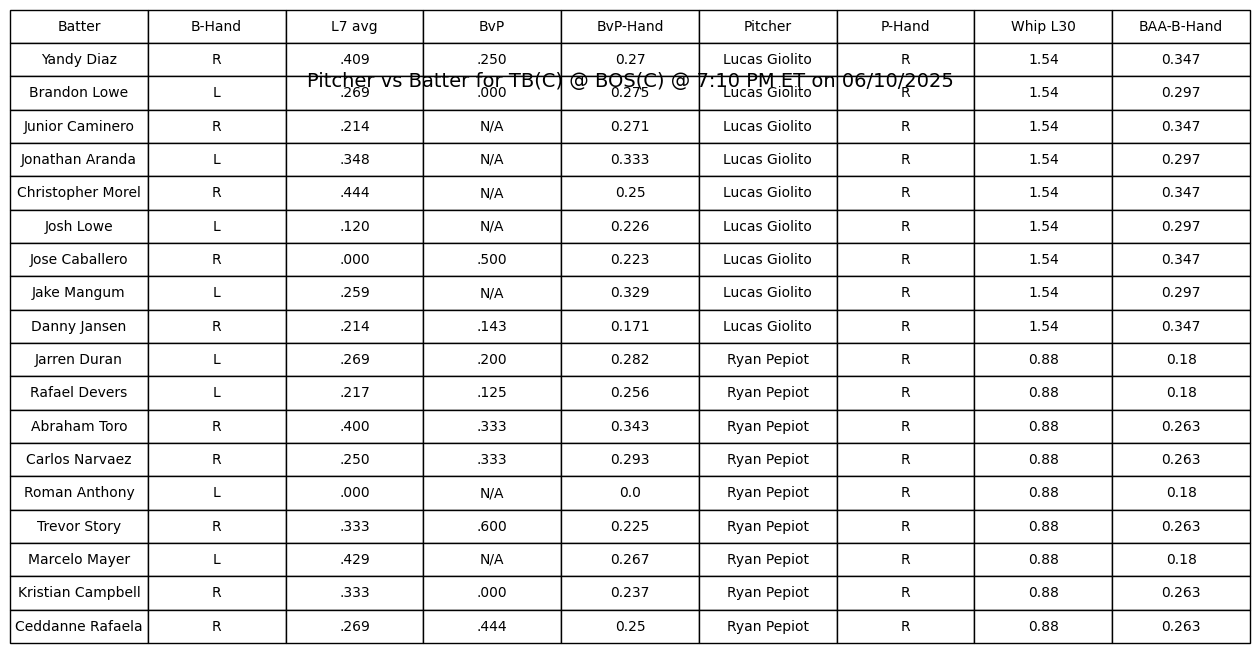 Batter B-Hand L7 avg BvP BvP-Hand Pitcher P-Hand Whip L30 BAA-B-Hand
Yandy Diaz R .409 .250 0.27 Lucas Giolito R 1.54 0.347
Pitcher vs Batter for TB(C) @ BOS(C) @ 7:10 PM ET on 06/10/2025
Brandon Lowe L .269 .000 0.275 Lucas Giolito R 1.54 0.297
Junior Caminero R .214 N/A 0.271 Lucas Giolito R 1.54 0.347
Jonathan Aranda L .348 N/A 0.333 Lucas Giolito R 1.54 0.297
Christopher Morel R .444 N/A 0.25 Lucas Giolito R 1.54 0.347
Josh Lowe L .120 N/A 0.226 Lucas Giolito R 1.54 0.297
Jose Caballero R .000 .500 0.223 Lucas Giolito R 1.54 0.347
Jake Mangum L .259 N/A 0.329 Lucas Giolito R 1.54 0.297
Danny Jansen R .214 .143 0.171 Lucas Giolito R 1.54 0.347
Jarren Duran L .269 .200 0.282 Ryan Pepiot R 0.88 0.18
Rafael Devers L .217 .125 0.256 Ryan Pepiot R 0.88 0.18
Abraham Toro R .400 .333 0.343 Ryan Pepiot R 0.88 0.263
Carlos Narvaez R .250 .333 0.293 Ryan Pepiot R 0.88 0.263
Roman Anthony L .000 N/A 0.0 Ryan Pepiot R 0.88 0.18
Trevor Story R .333 .600 0.225 Ryan Pepiot R 0.88 0.263
Marcelo Mayer L .429 N/A 0.267 Ryan Pepiot R 0.88 0.18
Kristian Campbell R .333 .000 0.237 Ryan Pepiot R 0.88 0.263
Ceddanne Rafaela R .269 .444 0.25 Ryan Pepiot R 0.88 0.263